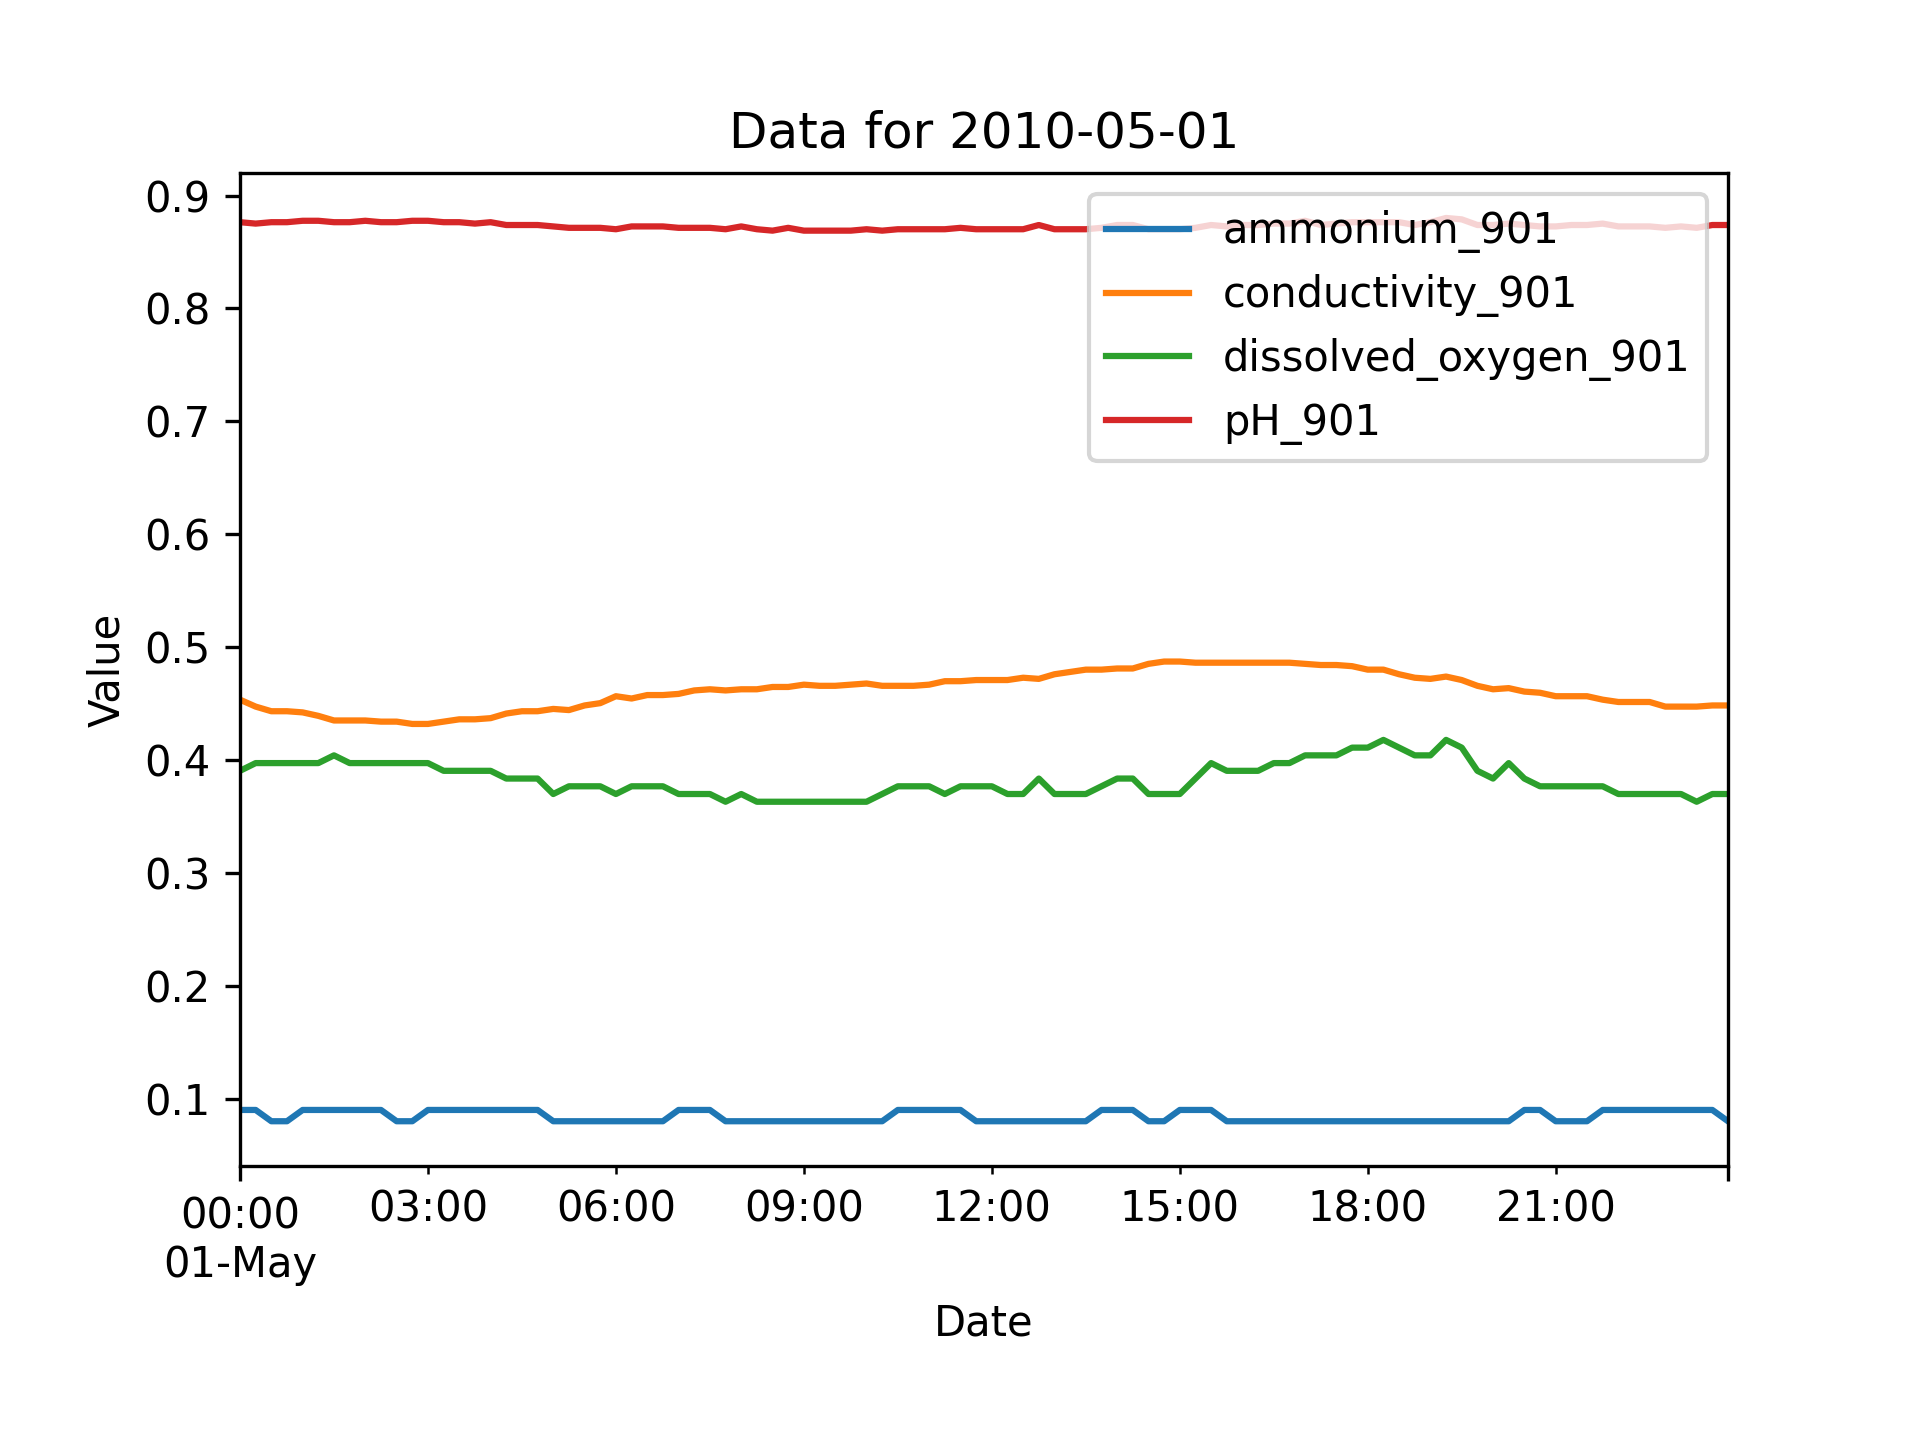 Data for 2010-05-01
0.9
0.8
0.7
0.6
0.5
0.4
0.3
0.2
0.1
Value
ammonium_901
conductivity_901
dissolved_oxygen_901
pH_901
00:00
01-May
03:00
06:00
09:00
12:00
15:00
18:00
21:00
Date